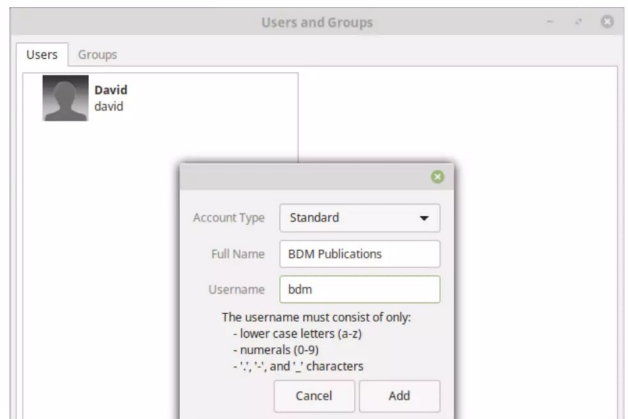 Users and Groups
Users Groups
David
david
Account Type Standard
Full Name BDM Publications
Username bdm
The username must consist of only:
- lower case letters (a-z)
- numerals (0-9)
- '.', '-', and '_' characters
Cancel Add